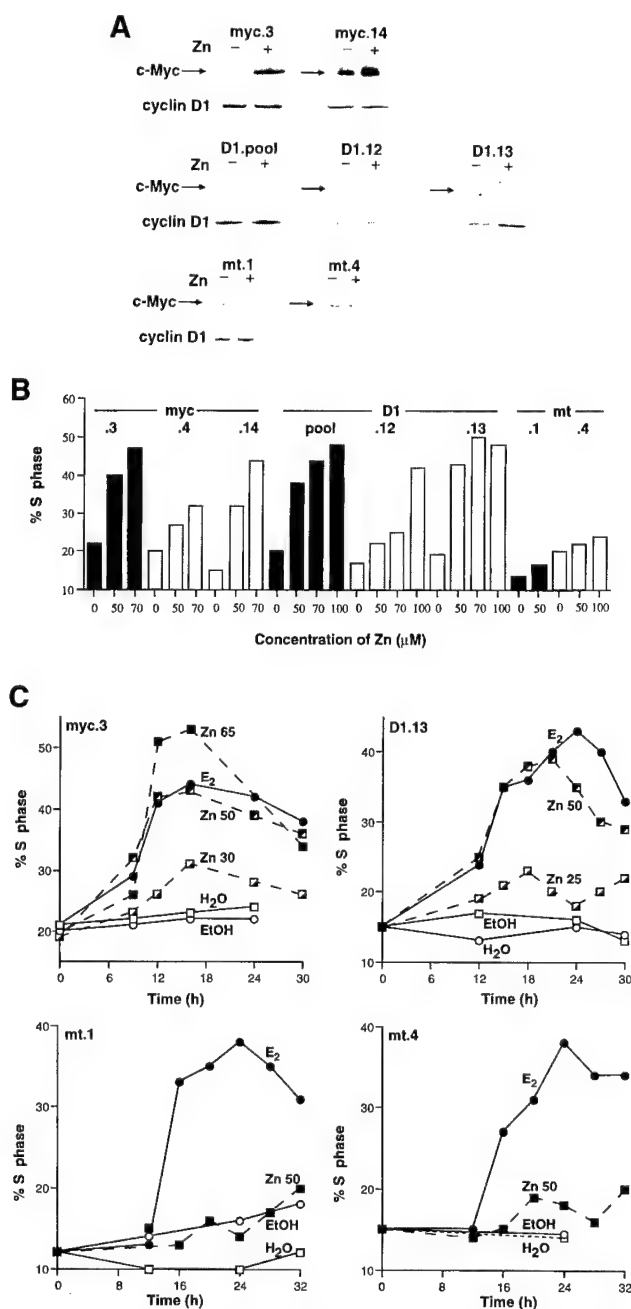 A
myc.3 myc.14
Zn – + – +
c-Myc
cyclin D1
D1.pool D1.12 D1.13
Zn – + – + – +
c-Myc
cyclin D1
mt.1 mt.4
Zn – + – +
c-Myc
cyclin D1
B
myc D1 mt
.3 .4 .14 pool .12 .13 .1 .4
60
50
40
30
20
10
% S phase
0 50 70 0 50 70 0 50 70 0 50 70 100 0 50 70 100 0 50 70 100 0 50 0 50 100
Concentration of Zn (μM)
C
myc.3
% S phase
50
40
30
20
Zn 65
E2
Zn 50
Zn 30
H2O
EtOH
0 6 12 18 24 30
Time (h)
D1.13
% S phase
40
30
20
10
E2
Zn 50
Zn 25
EtOH
H2O
0 6 12 18 24 30
Time (h)
mt.1
% S phase
40
30
20
10
E2
Zn 50
EtOH
H2O
0 8 16 24 32
Time (h)
mt.4
% S phase
40
30
20
10
E2
Zn 50
EtOH
H2O
0 8 16 24 32
Time (h)